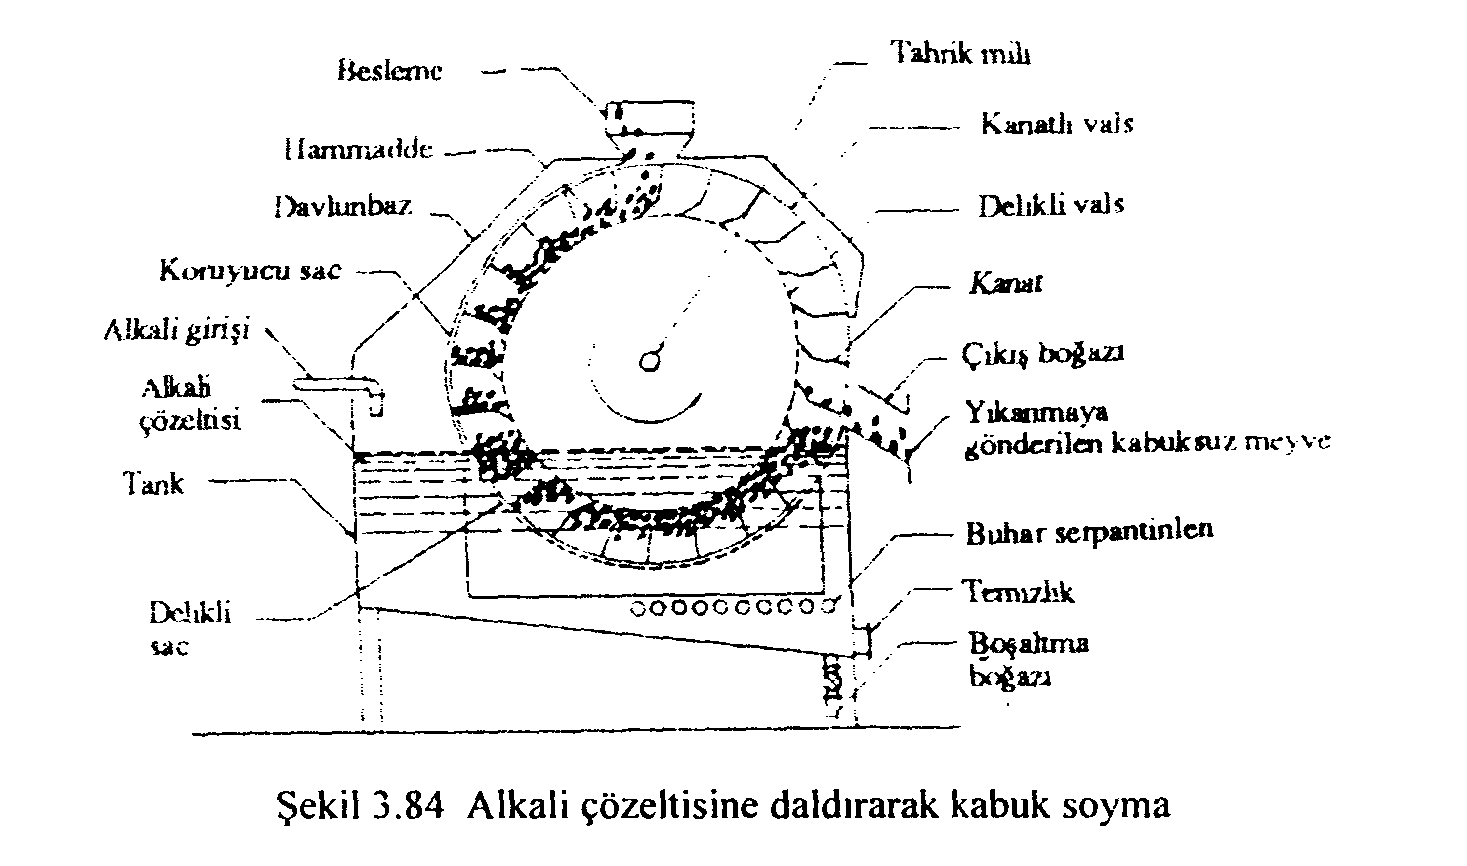 Besleme
Hammadde
Davlunbaz
Koruyucu sac
Alkali girişi
Alkali
çözeltisi
Tank
Delikli
sac
Tahrik mili
Kanatlı vals
Delikli vals
Kanat
Çıkış boğazı
Yıkanmaya
gönderilen kabuksuz meyve
Buhar serpantinleri
Temizlik
Boşaltma
boğazı
Şekil 3.84 Alkali çözeltisine daldırarak kabuk soyma